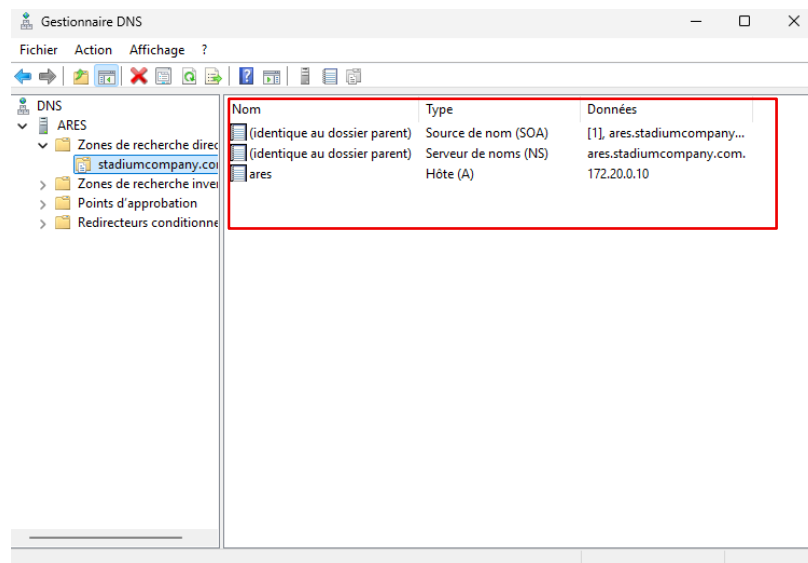 Gestionnaire DNS
Fichier Action Affichage ?
DNS
ARES
Zones de recherche direc
stadiumcompany.co
Zones de recherche inve
Points d'approbation
Redirecteurs conditionne
Nom Type Données
(identique au dossier parent) Source de nom (SOA) [1], ares.stadiumcompany...
(identique au dossier parent) Serveur de noms (NS) ares.stadiumcompany.com.
ares Hôte (A) 172.20.0.10